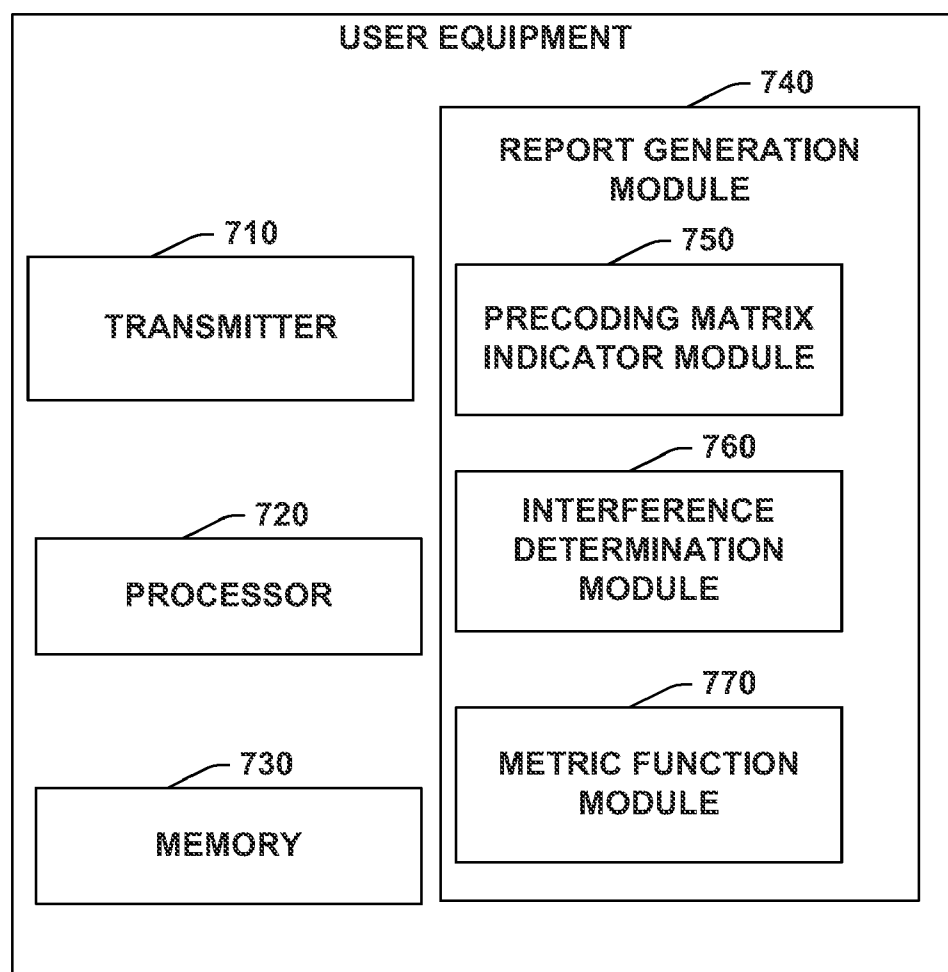 USER EQUIPMENT
710
TRANSMITTER
720
PROCESSOR
730
MEMORY
740
REPORT GENERATION
MODULE
750
PRECODING MATRIX
INDICATOR MODULE
760
INTERFERENCE
DETERMINATION
MODULE
770
METRIC FUNCTION
MODULE